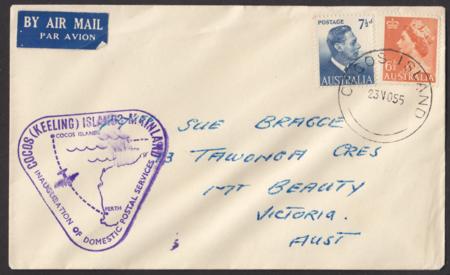 BY AIR MAIL
PAR AVION
POSTAGE
7½d
AUSTRALIA
6½d
AUSTRALIA
COCOS ISLAND
23 V 055
COCOS (KEELING) ISLANDS-MAINLAND
COCOS ISLAND
PERTH
INAUGURATION OF DOMESTIC POSTAL SERVICES
SUE BRAGGE
3 TAWONGA CRES
MT BEAUTY
VICTORIA.
AUST